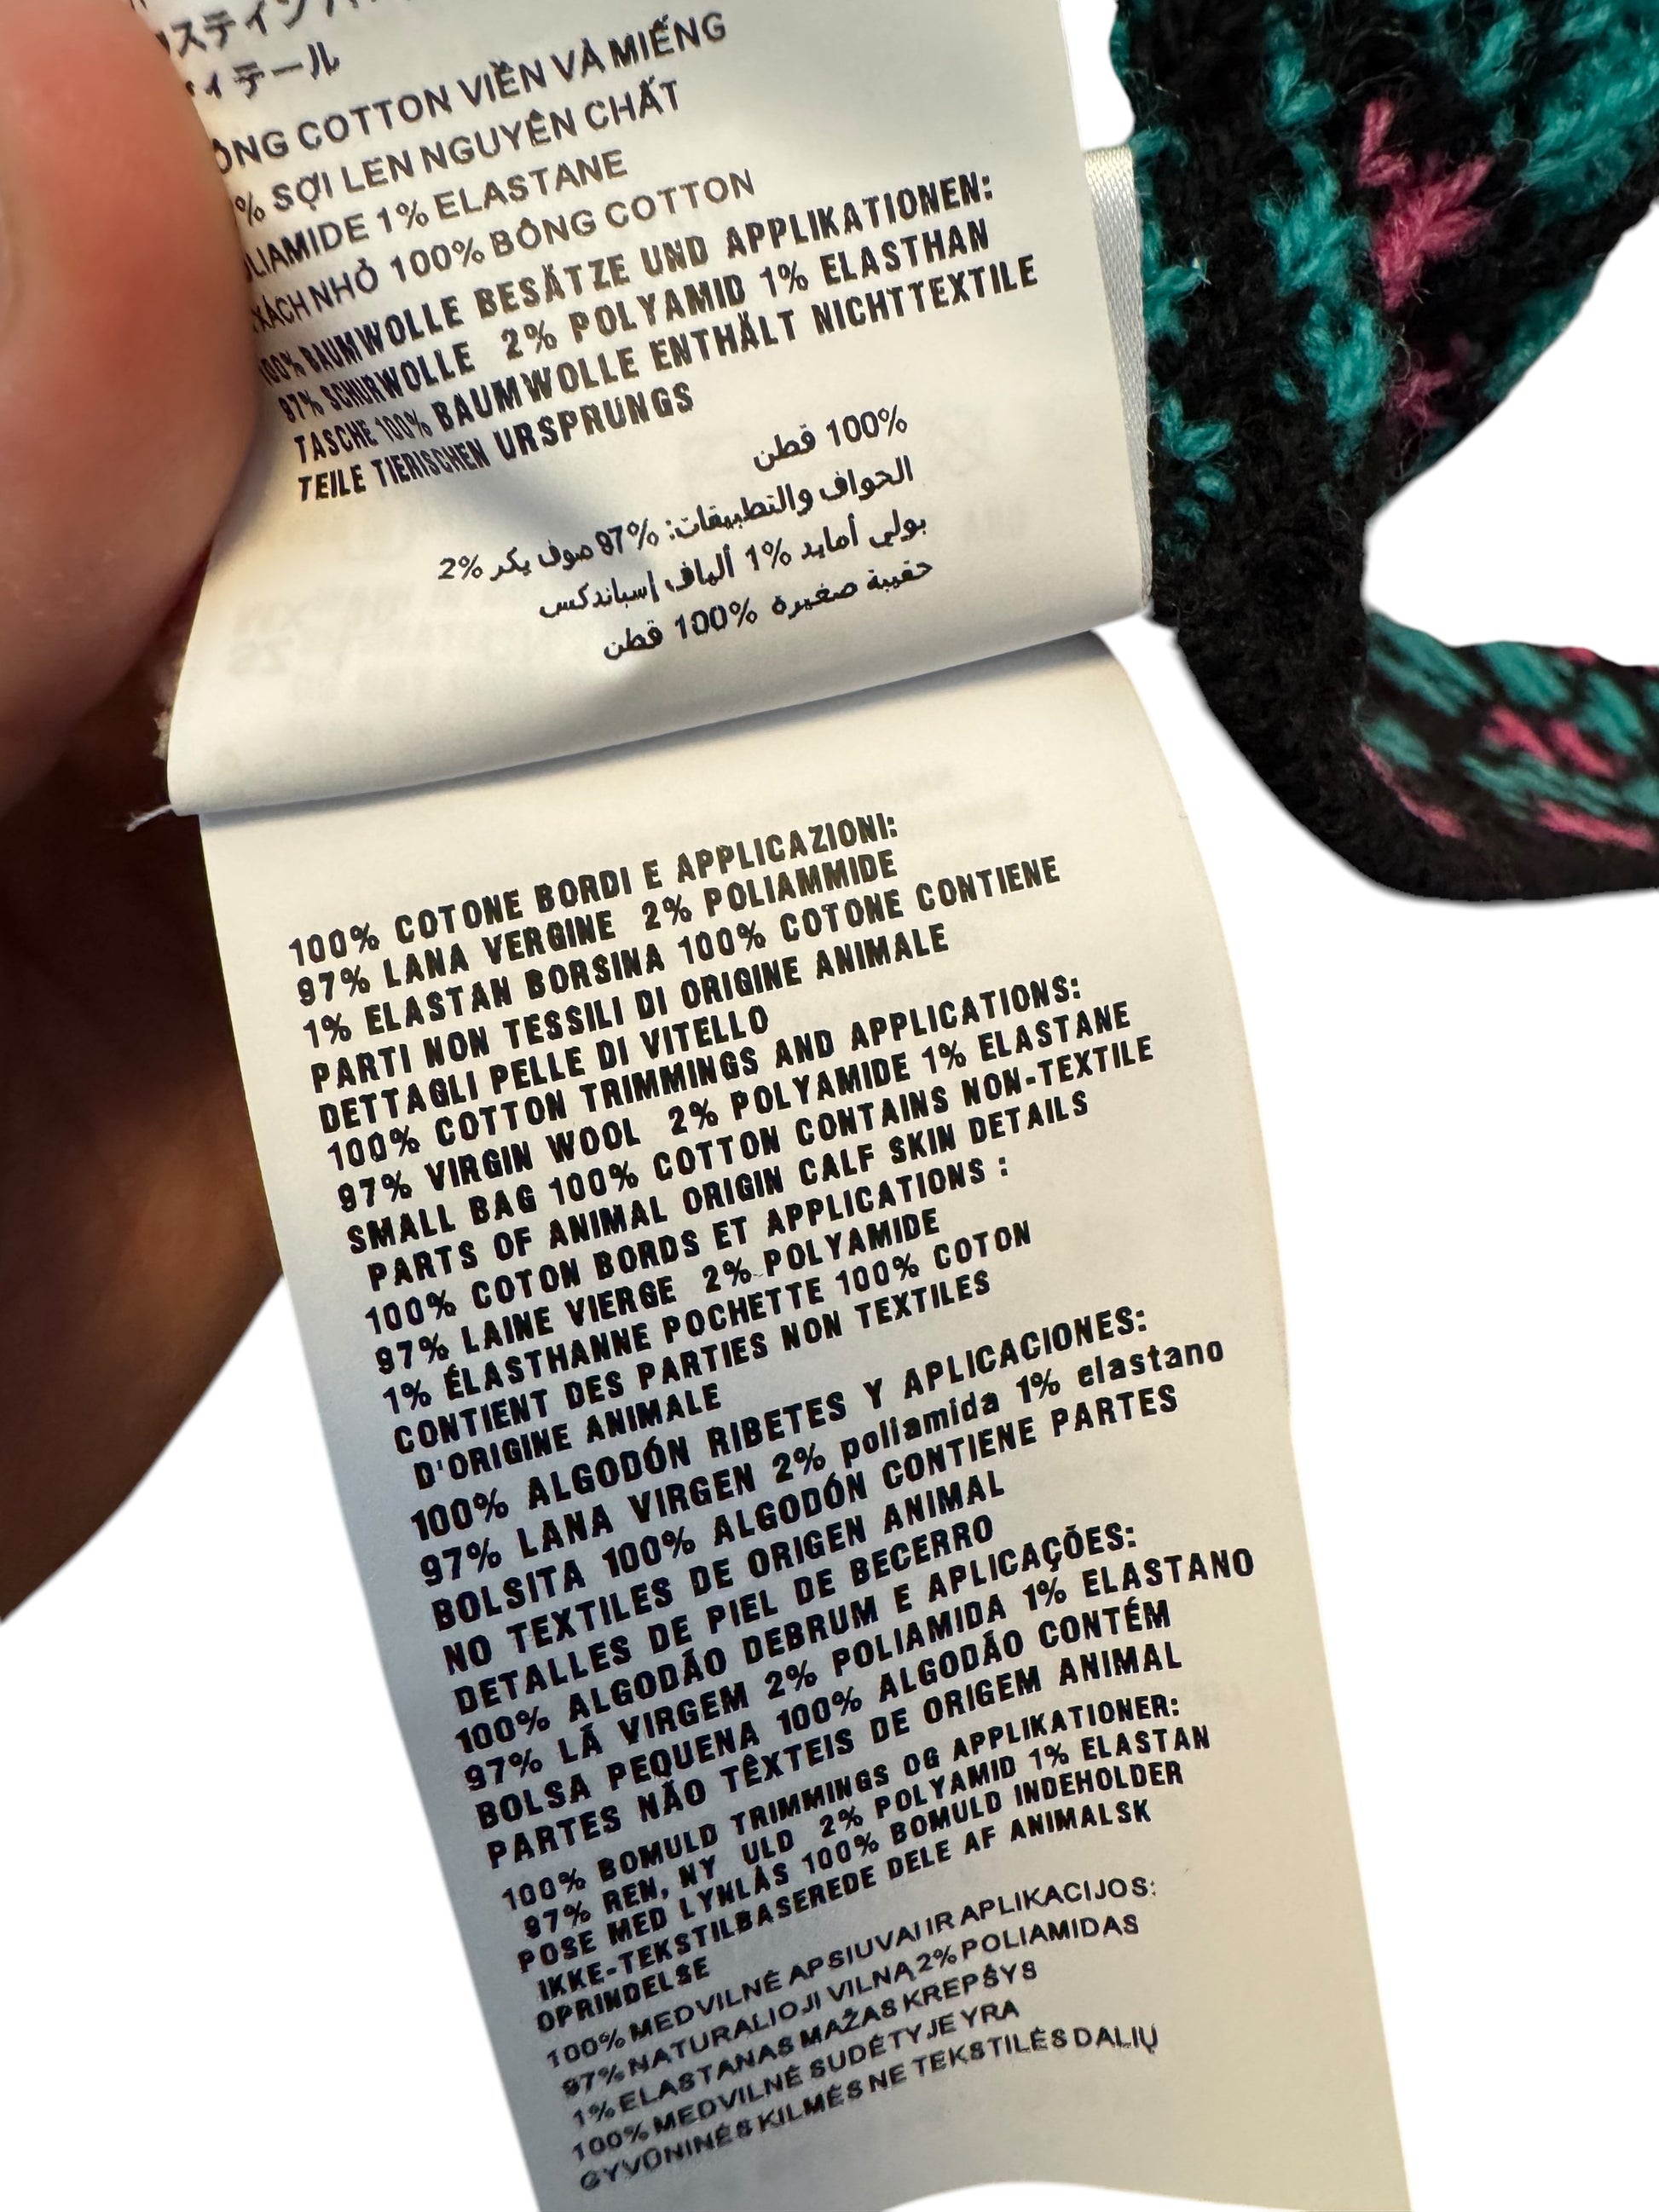 スティン
ィテール
ÔNG COTTON VIỀN VÀ MIẾNG
% SỢI LEN NGUYÊN CHẤT
LIAMIDE 1% ELASTANE
XÁCH NHỎ 100% BÔNG COTTON
100% BAUMWOLLE BESÄTZE UND APPLIKATIONEN:
97% SCHURWOLLE 2% POLYAMID 1% ELASTHAN
TASCHE 100% BAUMWOLLE ENTHÄLT NICHTTEXTILE
TEILE TIERISCHEN URSPRUNGS
100% قطن
الحواف والتطبيقات: 97% صوف بكر 2%
بولي أمايد 1% ألياف إسباندكس
حقيبة صغيرة 100% قطن
100% COTONE BORDI E APPLICAZIONI:
97% LANA VERGINE 2% POLIAMMIDE
1% ELASTAN BORSINA 100% COTONE CONTIENE
PARTI NON TESSILI DI ORIGINE ANIMALE
DETTAGLI PELLE DI VITELLO
100% COTTON TRIMMINGS AND APPLICATIONS:
97% VIRGIN WOOL 2% POLYAMIDE 1% ELASTANE
SMALL BAG 100% COTTON CONTAINS NON-TEXTILE
PARTS OF ANIMAL ORIGIN CALF SKIN DETAILS
100% COTON BORDS ET APPLICATIONS :
97% LAINE VIERGE 2% POLYAMIDE
1% ÉLASTHANNE POCHETTE 100% COTON
CONTIENT DES PARTIES NON TEXTILES
D'ORIGINE ANIMALE
100% ALGODÓN RIBETES Y APLICACIONES:
97% LANA VIRGEN 2% poliamida 1% elastano
BOLSITA 100% ALGODÓN CONTIENE PARTES
NO TEXTILES DE ORIGEN ANIMAL
DETALLES DE PIEL DE BECERRO
100% ALGODÃO DEBRUM E APLICAÇÕES:
97% LÃ VIRGEM 2% POLIAMIDA 1% ELASTANO
BOLSA PEQUENA 100% ALGODÃO CONTÉM
PARTES NÃO TÊXTEIS DE ORIGEM ANIMAL
100% BOMULD TRIMMINGS OG APPLIKATIONER:
97% REN, NY ULD 2% POLYAMID 1% ELASTAN
POSE MED LYNLÅS 100% BOMULD INDEHOLDER
IKKE-TEKSTILBASEREDE DELE AF ANIMALSK
OPRINDELSE
100% MEDVILNĖ APSIUVAI IR APLIKACIJOS:
97% NATURALIOJI VILNA 2% POLIAMIDAS
1% ELASTANAS MAŽAS KREPŠYS
100% MEDVILNĖ SUDĖTYJE YRA
GYVŪNINĖS KILMĖS NE TEKSTILĖS DALIŲ